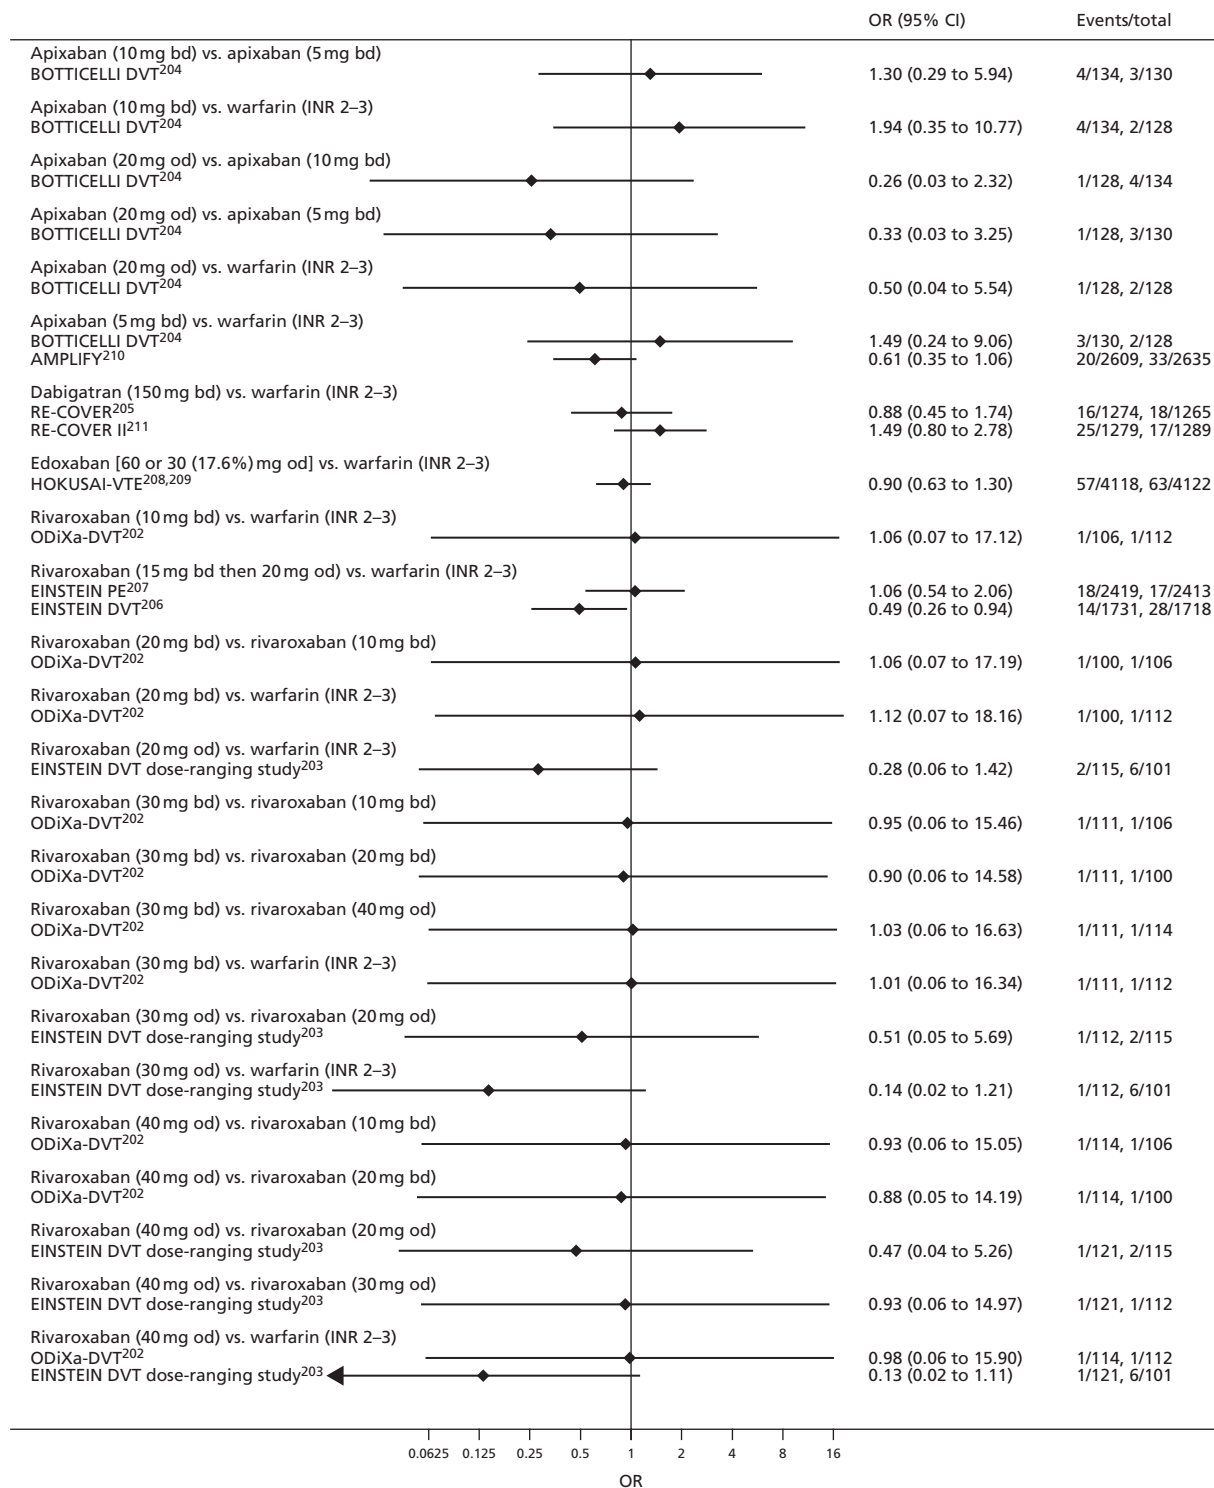 OR (95% CI) Events/total
Apixaban (10 mg bd) vs. apixaban (5 mg bd)
BOTTICELLI DVT204 1.30 (0.29 to 5.94) 4/134, 3/130
Apixaban (10 mg bd) vs. warfarin (INR 2–3)
BOTTICELLI DVT204 1.94 (0.35 to 10.77) 4/134, 2/128
Apixaban (20 mg od) vs. apixaban (10 mg bd)
BOTTICELLI DVT204 0.26 (0.03 to 2.32) 1/128, 4/134
Apixaban (20 mg od) vs. apixaban (5 mg bd)
BOTTICELLI DVT204 0.33 (0.03 to 3.25) 1/128, 3/130
Apixaban (20 mg od) vs. warfarin (INR 2–3)
BOTTICELLI DVT204 0.50 (0.04 to 5.54) 1/128, 2/128
Apixaban (5 mg bd) vs. warfarin (INR 2–3)
BOTTICELLI DVT204 1.49 (0.24 to 9.06) 3/130, 2/128
AMPLIFY210 0.61 (0.35 to 1.06) 20/2609, 33/2635
Dabigatran (150 mg bd) vs. warfarin (INR 2–3)
RE-COVER205 0.88 (0.45 to 1.74) 16/1274, 18/1265
RE-COVER II211 1.49 (0.80 to 2.78) 25/1279, 17/1289
Edoxaban [60 or 30 (17.6%) mg od] vs. warfarin (INR 2–3)
HOKUSAI-VTE208,209 0.90 (0.63 to 1.30) 57/4118, 63/4122
Rivaroxaban (10 mg bd) vs. warfarin (INR 2–3)
ODiXa-DVT202 1.06 (0.07 to 17.12) 1/106, 1/112
Rivaroxaban (15 mg bd then 20 mg od) vs. warfarin (INR 2–3)
EINSTEIN PE207 1.06 (0.54 to 2.06) 18/2419, 17/2413
EINSTEIN DVT206 0.49 (0.26 to 0.94) 14/1731, 28/1718
Rivaroxaban (20 mg bd) vs. rivaroxaban (10 mg bd)
ODiXa-DVT202 1.06 (0.07 to 17.19) 1/100, 1/106
Rivaroxaban (20 mg bd) vs. warfarin (INR 2–3)
ODiXa-DVT202 1.12 (0.07 to 18.16) 1/100, 1/112
Rivaroxaban (20 mg od) vs. warfarin (INR 2–3)
EINSTEIN DVT dose-ranging study203 0.28 (0.06 to 1.42) 2/115, 6/101
Rivaroxaban (30 mg bd) vs. rivaroxaban (10 mg bd)
ODiXa-DVT202 0.95 (0.06 to 15.46) 1/111, 1/106
Rivaroxaban (30 mg bd) vs. rivaroxaban (20 mg bd)
ODiXa-DVT202 0.90 (0.06 to 14.58) 1/111, 1/100
Rivaroxaban (30 mg bd) vs. rivaroxaban (40 mg od)
ODiXa-DVT202 1.03 (0.06 to 16.63) 1/111, 1/114
Rivaroxaban (30 mg bd) vs. warfarin (INR 2–3)
ODiXa-DVT202 1.01 (0.06 to 16.34) 1/111, 1/112
Rivaroxaban (30 mg od) vs. rivaroxaban (20 mg od)
EINSTEIN DVT dose-ranging study203 0.51 (0.05 to 5.69) 1/112, 2/115
Rivaroxaban (30 mg od) vs. warfarin (INR 2–3)
EINSTEIN DVT dose-ranging study203 0.14 (0.02 to 1.21) 1/112, 6/101
Rivaroxaban (40 mg od) vs. rivaroxaban (10 mg bd)
ODiXa-DVT202 0.93 (0.06 to 15.05) 1/114, 1/106
Rivaroxaban (40 mg od) vs. rivaroxaban (20 mg bd)
ODiXa-DVT202 0.88 (0.05 to 14.19) 1/114, 1/100
Rivaroxaban (40 mg od) vs. rivaroxaban (20 mg od)
EINSTEIN DVT dose-ranging study203 0.47 (0.04 to 5.26) 1/121, 2/115
Rivaroxaban (40 mg od) vs. rivaroxaban (30 mg od)
EINSTEIN DVT dose-ranging study203 0.93 (0.06 to 14.97) 1/121, 1/112
Rivaroxaban (40 mg od) vs. warfarin (INR 2–3)
ODiXa-DVT202 0.98 (0.06 to 15.90) 1/114, 1/112
EINSTEIN DVT dose-ranging study203 0.13 (0.02 to 1.11) 1/121, 6/101
0.0625 0.125 0.25 0.5 1 2 4 8 16
OR